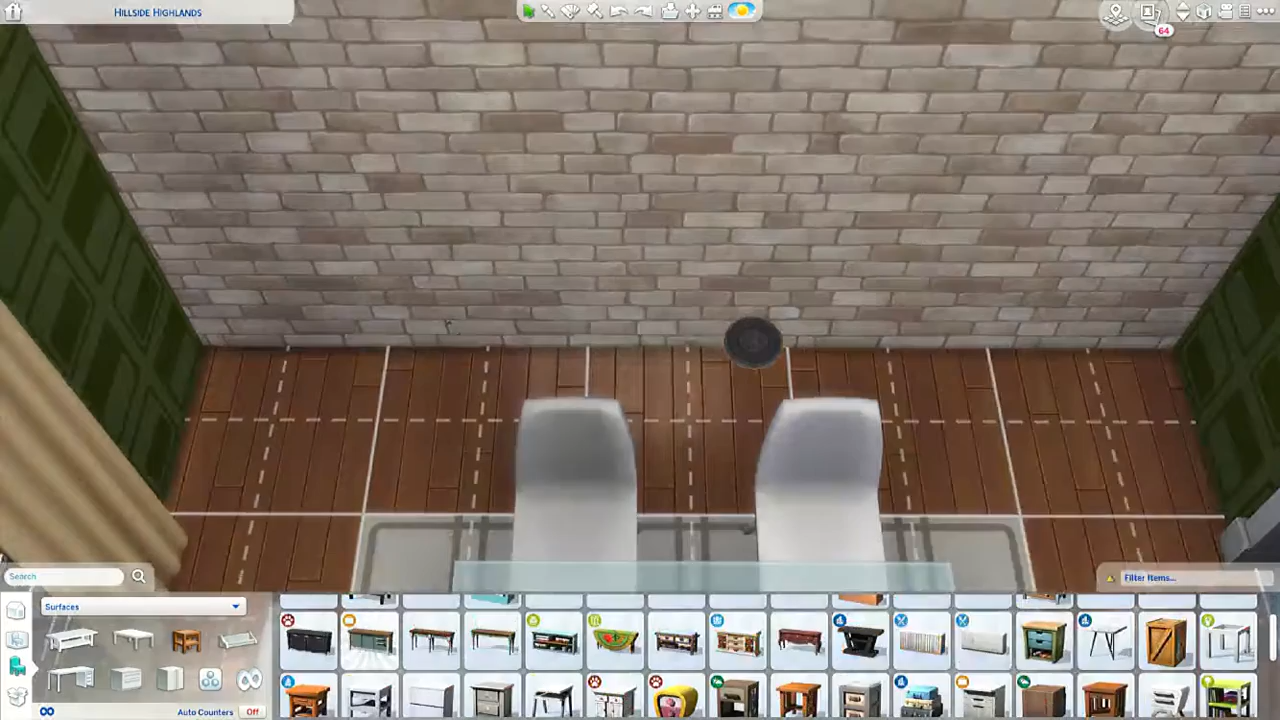 HILLSIDE HIGHLANDS
64
Search
Filter Items...
Surfaces
Auto Counters Off